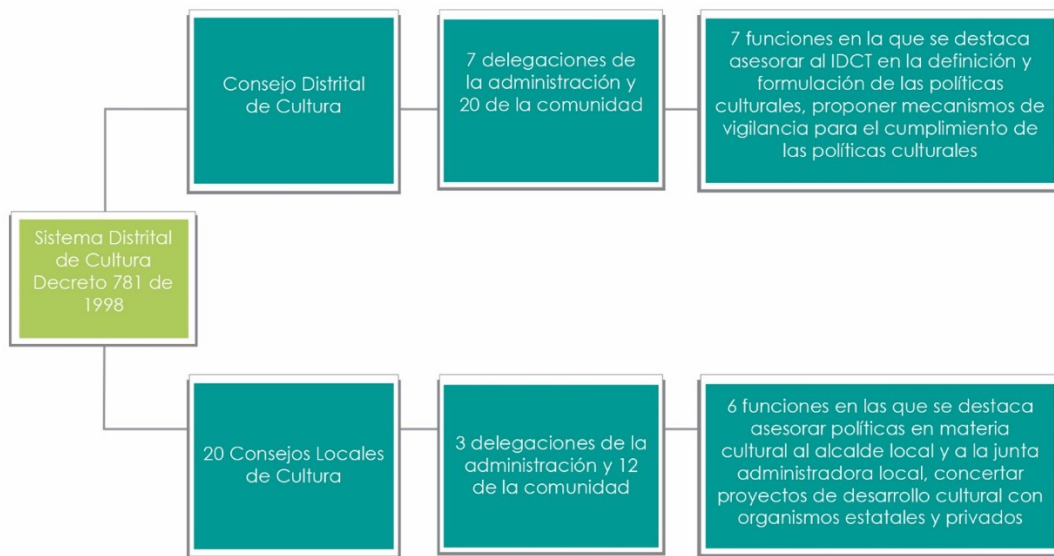 Sistema Distrital
de Cultura
Decreto 781 de
1998
Consejo Distrital
de Cultura
7 delegaciones de
la administración y
20 de la comunidad
7 funciones en la que se destaca
asesorar al IDCT en la definición y
formulación de las políticas
culturales, proponer mecanismos de
vigilancia para el cumplimiento de
las políticas culturales
20 Consejos Locales
de Cultura
3 delegaciones de la
administración y 12
de la comunidad
6 funciones en las que se destaca
asesorar políticas en materia
cultural al alcalde local y a la junta
administradora local, concertar
proyectos de desarrollo cultural con
organismos estatales y privados